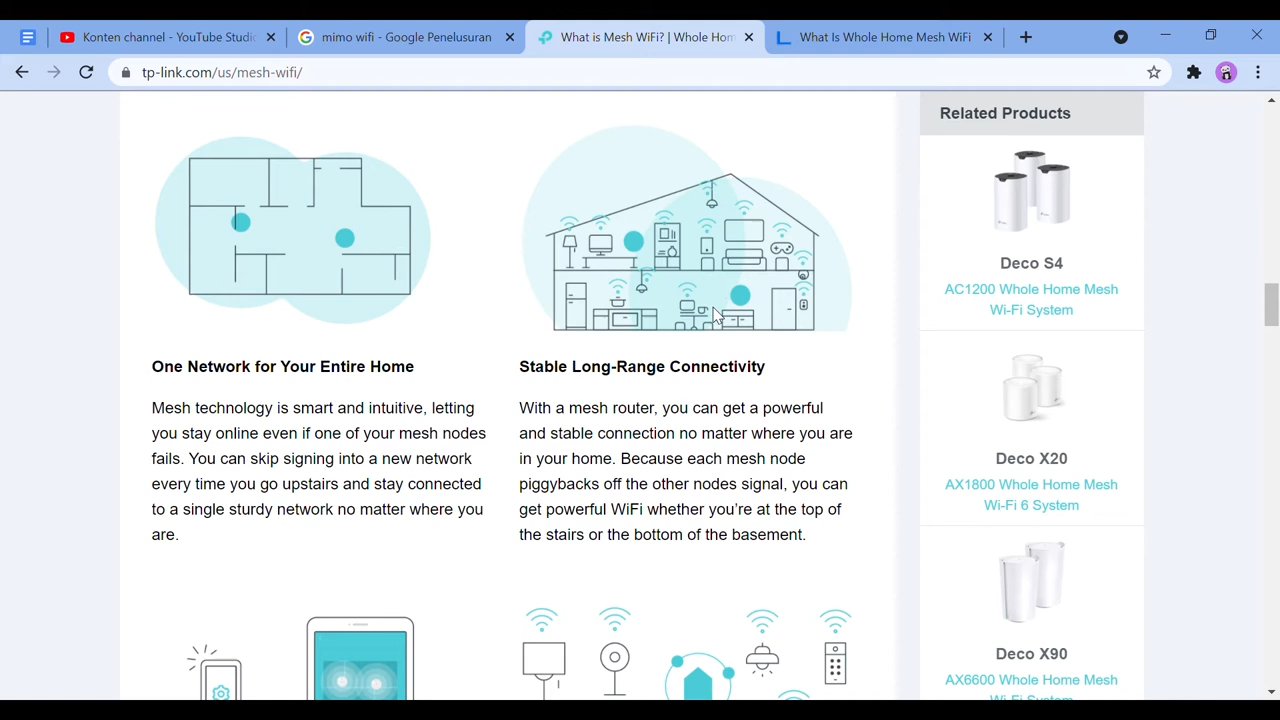 Konten channel - YouTube Studi
mimo wifi - Google Penelusuran
What is Mesh WiFi? | Whole Hom
What Is Whole Home Mesh WiFi
tp-link.com/us/mesh-wifi/
One Network for Your Entire Home
Mesh technology is smart and intuitive, letting
you stay online even if one of your mesh nodes
fails. You can skip signing into a new network
every time you go upstairs and stay connected
to a single sturdy network no matter where you
are.
Stable Long-Range Connectivity
With a mesh router, you can get a powerful
and stable connection no matter where you are
in your home. Because each mesh node
piggybacks off the other nodes signal, you can
get powerful WiFi whether you're at the top of
the stairs or the bottom of the basement.
Related Products
Deco S4
AC1200 Whole Home Mesh
Wi-Fi System
Deco X20
AX1800 Whole Home Mesh
Wi-Fi 6 System
Deco X90
AX6600 Whole Home Mesh
Wi-Fi System